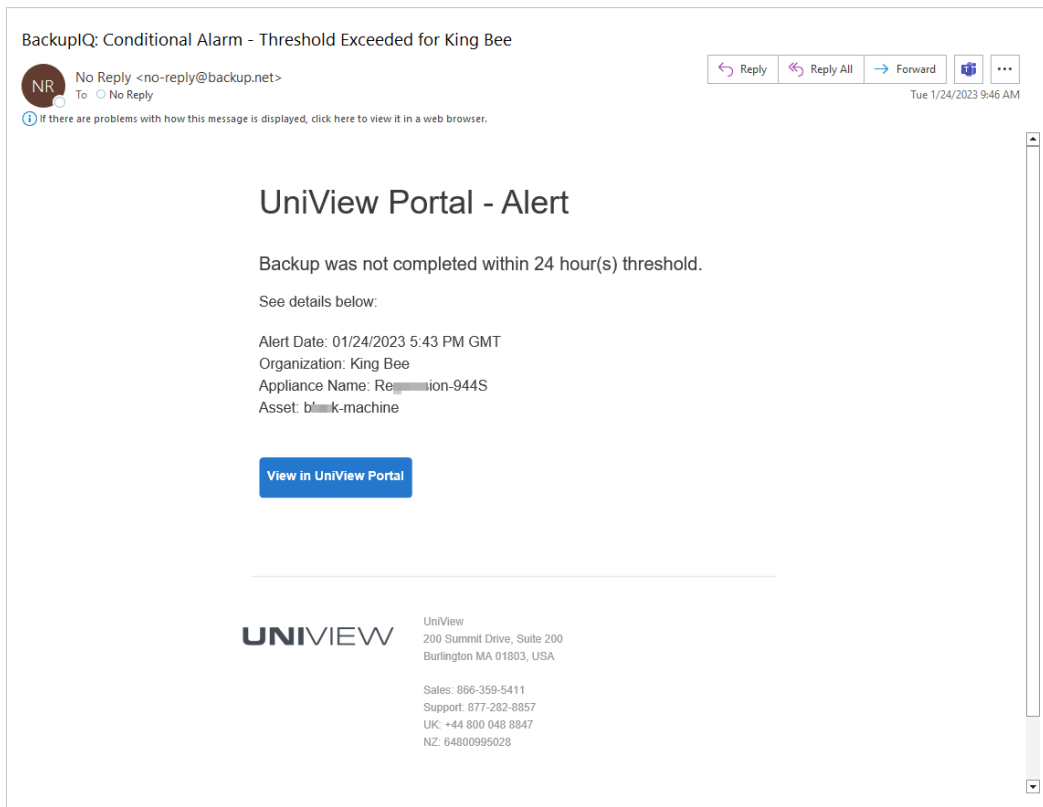 BackupIQ: Conditional Alarm - Threshold Exceeded for King Bee
NR
No Reply <no-reply@backup.net>
To No Reply
Reply
Reply All
Forward
Tue 1/24/2023 9:46 AM
If there are problems with how this message is displayed, click here to view it in a web browser.
UniView Portal - Alert
Backup was not completed within 24 hour(s) threshold.
See details below:
Alert Date: 01/24/2023 5:43 PM GMT
Organization: King Bee
Appliance Name:
Asset:
View in UniView Portal
UNIVIEW
UniView
200 Summit Drive, Suite 200
Burlington MA 01803, USA
Sales: 866-359-5411
Support: 877-282-8857
UK: +44 800 048 8847
NZ: 64800995028